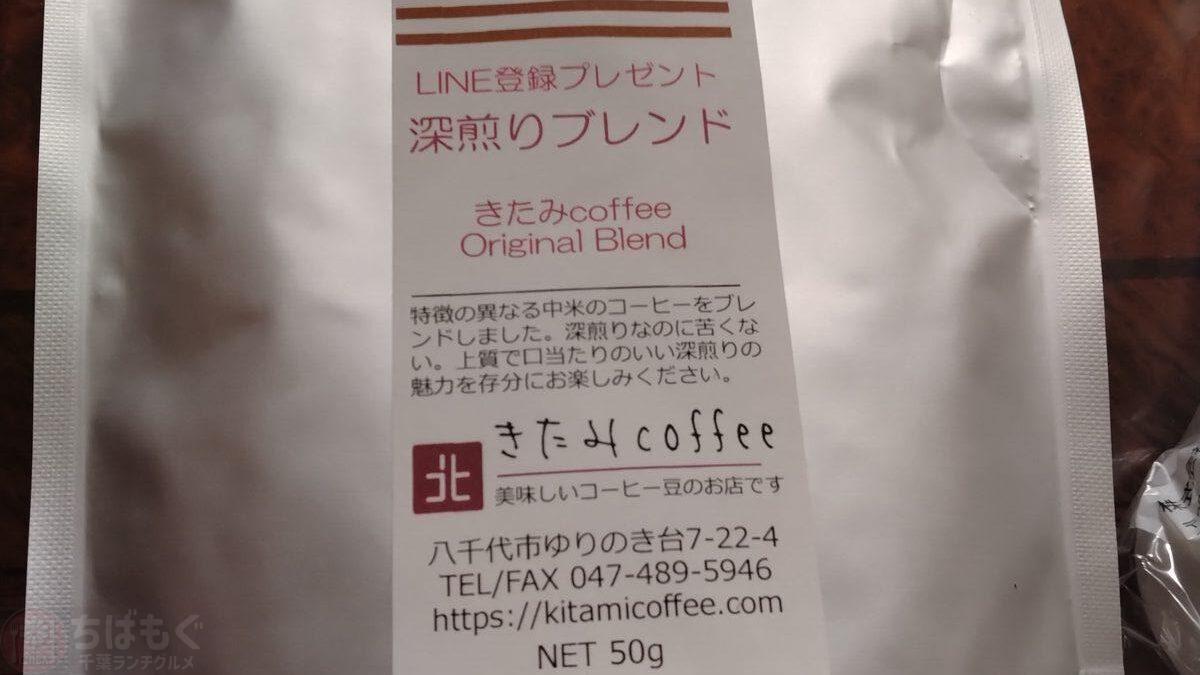 LINE登録プレゼント
深煎りブレンド
きたみcoffee
Original Blend
特徴の異なる中米のコーヒーをブレ
ンドしました。深煎りなのに苦くな
い。上質で口当たりのいい深煎りの
魅力を存分にお楽しみください。
北
きたみcoffee
美味しいコーヒー豆のお店です
八千代市ゆりのき台7-22-4
TEL/FAX 047-489-5946
https://kitamicoffee.com
NET 50g
ちばもぐ
千葉ランチグルメ